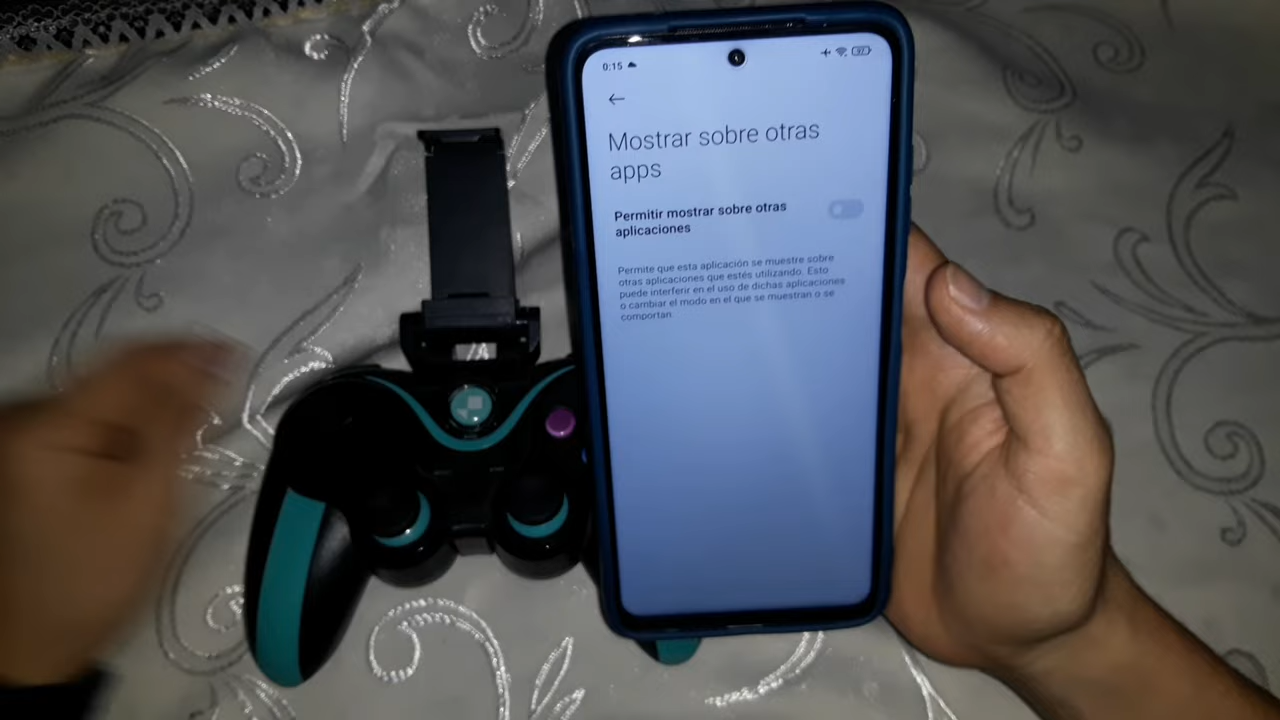 0:15
97
Mostrar sobre otras
apps
Permitir mostrar sobre otras
aplicaciones
Permite que esta aplicación se muestre sobre
otras aplicaciones que estés utilizando. Esto
puede interferir en el uso de dichas aplicaciones
o cambiar el modo en el que se muestran o se
comportan.